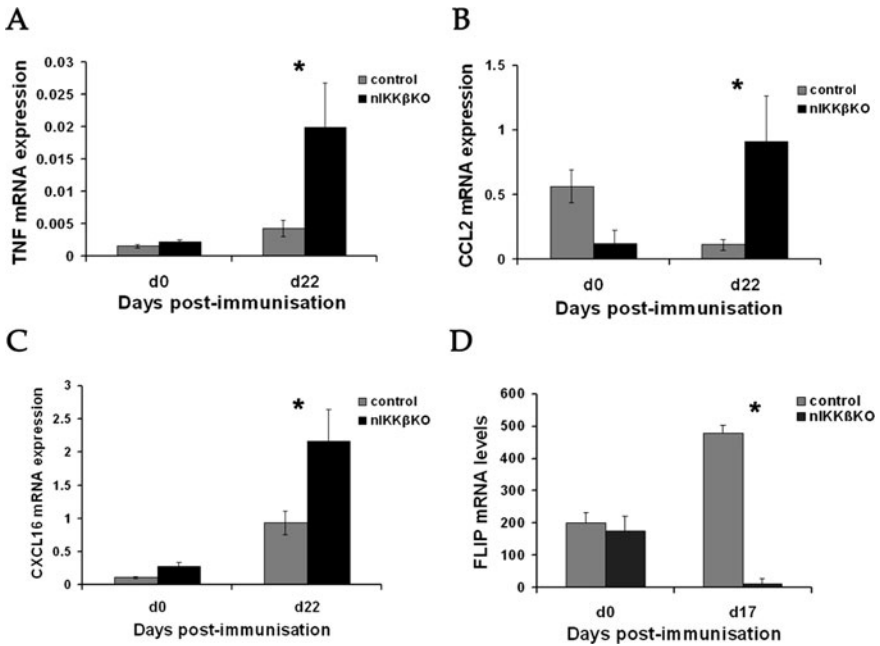 A
TNF mRNA expression
0.03
0.025
0.02
0.015
0.01
0.005
0
*
control
nIKKβKO
d0 d22
Days post-immunisation
B
CCL2 mRNA expression
1.5
1
0.5
0
*
control
nIKKβKO
d0 d22
Days post-immunisation
C
CXCL16 mRNA expression
3
2.5
2
1.5
1
0.5
0
*
control
nIKKβKO
d0 d22
Days post-immunisation
D
FLIP mRNA levels
600
500
400
300
200
100
0
*
control
nIKKßKO
d0 d17
Days post-immunisation